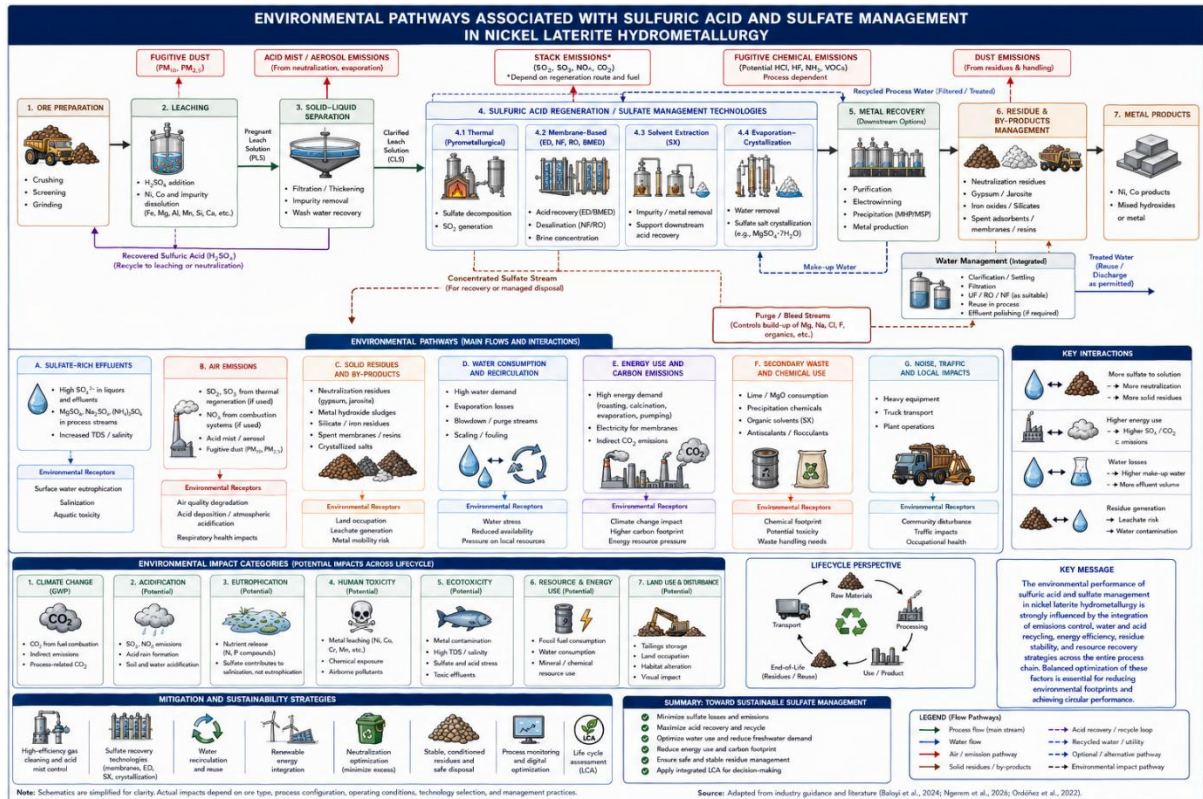 ENVIRONMENTAL PATHWAYS ASSOCIATED WITH SULFURIC ACID AND SULFATE MANAGEMENT
IN NICKEL LATERITE HYDROMETALLURGY
FUGITIVE DUST
(PM₁₀, PM₂.₅)
ACID MIST / AEROSOL EMISSIONS
(From neutralization, evaporation)
STACK EMISSIONS*
(SO₂, SO₃, NOₓ, CO₂)
*Depend on regeneration route and fuel
FUGITIVE CHEMICAL EMISSIONS
(Potential HCl, HF, NH₃, VOCs)
Process dependent
DUST EMISSIONS
(From residues & handling)
Recycled Process Water (Filtered / Treated)
1. ORE PREPARATION
• Crushing
• Screening
• Grinding
2. LEACHING
• H₂SO₄ addition
• Ni, Co and impurity
dissolution
(Fe, Mg, Al, Mn, Si, Ca, etc.)
Pregnant
Leach
Solution
(PLS)
3. SOLID–LIQUID
SEPARATION
• Filtration / Thickening
• Impurity removal
• Wash water recovery
Clarified
Leach
Solution
(CLS)
4. SULFURIC ACID REGENERATION / SULFATE MANAGEMENT TECHNOLOGIES
4.1 Thermal
(Pyrometallurgical)
• Sulfate decomposition
• SO₂ generation
4.2 Membrane-Based
(ED, NF, RO, BMED)
• Acid recovery (ED/BMED)
• Desalination (NF/RO)
• Brine concentration
4.3 Solvent Extraction
(SX)
• Impurity / metal removal
• Support downstream
acid recovery
4.4 Evaporation–
Crystallization
• Water removal
• Sulfate salt crystallization
(e.g., MgSO₄·7H₂O)
5. METAL RECOVERY
(Downstream Options)
• Purification
• Electrowinning
• Precipitation (MHP/MSP)
• Metal production
6. RESIDUE &
BY-PRODUCTS
MANAGEMENT
• Neutralization residues
• Gypsum / Jarosite
• Iron oxides / Silicates
• Spent adsorbents /
membranes / resins
7. METAL PRODUCTS
• Ni, Co products
• Mixed hydroxides
or metal
Recovered Sulfuric Acid (H₂SO₄)
(Recycle to leaching or neutralization)
Concentrated Sulfate Stream
(For recovery or managed disposal)
Make-up Water
Purge / Bleed Streams
(Controls build-up of Mg, Na, Cl, F,
organics, etc.)
Water Management (Integrated)
• Clarification / Settling
• Filtration
• UF / RO / NF (as suitable)
• Reuse in process
• Effluent polishing (if required)
Treated Water
(Reuse /
Discharge
as permitted)
ENVIRONMENTAL PATHWAYS (MAIN FLOWS AND INTERACTIONS)
A. SULFATE-RICH EFFLUENTS
• High SO₄²⁻ in liquors
and effluents
• MgSO₄, Na₂SO₄, (NH₄)₂SO₄
in process streams
• Increased TDS / salinity
Environmental Receptors
Surface water eutrophication
Salinization
Aquatic toxicity
B. AIR EMISSIONS
• SO₂, SO₃ from thermal
regeneration (if used)
• NOₓ from combustion
systems (if used)
• Acid mist / aerosol
• Fugitive dust (PM₁₀, PM₂.₅)
Environmental Receptors
Air quality degradation
Acid deposition / atmospheric
acidification
Respiratory health impacts
C. SOLID RESIDUES
AND BY-PRODUCTS
• Neutralization residues
(gypsum, jarosite)
• Metal hydroxide sludges
• Silicate / iron residues
• Spent membranes / resins
• Crystallized salts
Environmental Receptors
Land occupation
Leachate generation
Metal mobility risk
D. WATER CONSUMPTION
AND RECIRCULATION
• High water demand
• Evaporation losses
• Blowdown / purge streams
• Scaling / fouling
Environmental Receptors
Water stress
Reduced availability
Pressure on local resources
E. ENERGY USE AND
CARBON EMISSIONS
• High energy demand
(roasting, calcination,
evaporation, pumping)
• Electricity for membranes
• Indirect CO₂ emissions
CO₂
Environmental Receptors
Climate change impact
Higher carbon footprint
Energy resource pressure
F. SECONDARY WASTE
AND CHEMICAL USE
• Lime / MgO consumption
• Precipitation chemicals
• Organic solvents (SX)
• Antiscalants / flocculants
Environmental Receptors
Chemical footprint
Potential toxicity
Waste handling needs
G. NOISE, TRAFFIC
AND LOCAL IMPACTS
• Heavy equipment
• Truck transport
• Plant operations
Environmental Receptors
Community disturbance
Traffic impacts
Occupational health
KEY INTERACTIONS
More sulfate to solution
→ More neutralization
→ More solid residues
Higher energy use
→ Higher SOₓ / CO₂
emissions
Water losses
→ Higher make-up water
→ More effluent volume
Residue generation
→ Leachate risk
→ Water contamination
ENVIRONMENTAL IMPACT CATEGORIES (POTENTIAL IMPACTS ACROSS LIFECYCLE)
1. CLIMATE CHANGE
(GWP)
CO₂
• CO₂ from fuel combustion
• Indirect emissions
• Process-related CO₂
2. ACIDIFICATION
(Potential)
• SO₂, NOₓ emissions
• Acid rain formation
• Soil and water acidification
3. EUTROPHICATION
(Potential)
• Nutrient release
(N, P compounds)
• Sulfate contributes to
salinization, not eutrophication
4. HUMAN TOXICITY
(Potential)
• Metal leaching (Ni, Co,
Cr, Mn, etc.)
• Chemical exposure
• Airborne pollutants
5. ECOTOXICITY
(Potential)
• Metal contamination
• High TDS / salinity
• Sulfate and acid stress
• Toxic effluents
6. RESOURCE & ENERGY
USE (Potential)
• Fossil fuel consumption
• Water consumption
• Mineral / chemical
resource use
7. LAND USE & DISTURBANCE
(Potential)
• Tailings storage
• Land occupation
• Habitat alteration
• Visual impact
LIFECYCLE PERSPECTIVE
Raw Materials
Processing
Use / Product
End-of-Life
(Residues / Reuse)
Transport
KEY MESSAGE
The environmental performance of
sulfuric acid and sulfate management
in nickel laterite hydrometallurgy is
strongly influenced by the integration
of emissions control, water and acid
recycling, energy efficiency, residue
stability, and resource recovery
strategies across the entire process
chain. Balanced optimization of these
factors is essential for reducing
environmental footprints and
achieving circular performance.
MITIGATION AND SUSTAINABILITY STRATEGIES
High-efficiency gas
cleaning and acid
mist control
Sulfate recovery
technologies
(membranes, ED,
SX, crystallization)
Water
recirculation
and reuse
Renewable
energy
integration
Neutralization
optimization
(minimize excess)
Stable, conditioned
residues and
safe disposal
Process monitoring
and digital
optimization
LCA
Life cycle
assessment
(LCA)
SUMMARY: TOWARD SUSTAINABLE SULFATE MANAGEMENT
Minimize sulfate losses and emissions
Maximize acid recovery and recycle
Optimize water use and reduce freshwater demand
Reduce energy use and carbon footprint
Ensure safe and stable residue management
Apply integrated LCA for decision-making
LEGEND (Flow Pathways)
Process flow (main stream)
Water flow
Air / emission pathway
Solid residues / by-products
Acid recovery / recycle loop
Recycled water / utility
Optional / alternative pathway
Environmental impact pathway
Note: Schematics are simplified for clarity. Actual impacts depend on ore type, process configuration, operating conditions, technology selection, and management practices.
Source: Adapted from industry guidance and literature (Baloyi et al., 2024; Ngerem et al., 2026; Ordóñez et al., 2022).